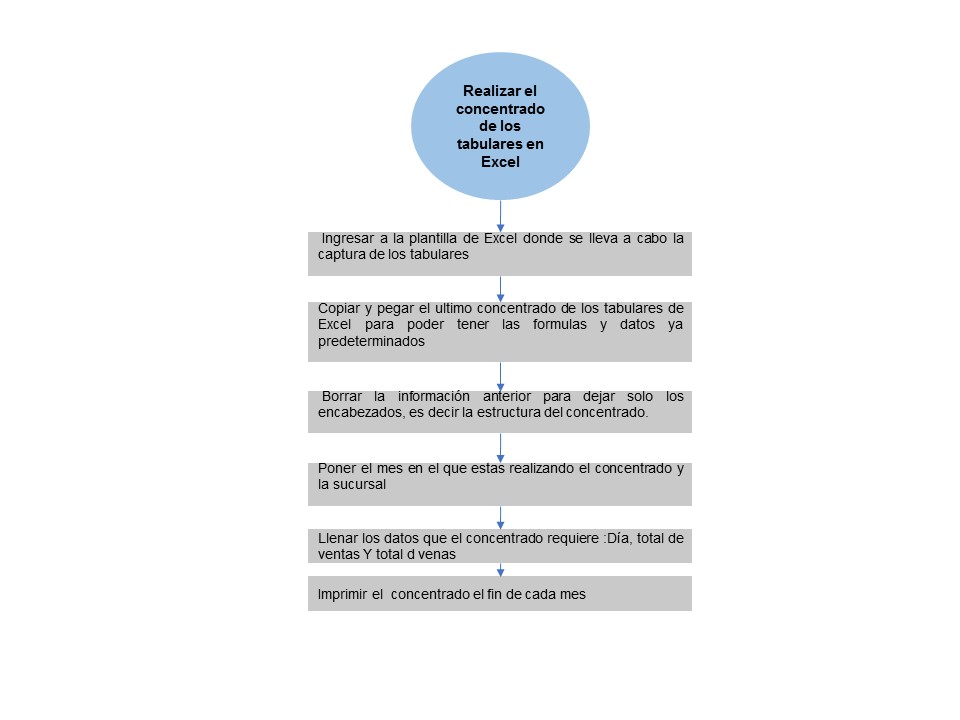 Realizar el
concentrado
de los
tabulares en
Excel
Ingresar a la plantilla de Excel donde se lleva a cabo la
captura de los tabulares
Copiar y pegar el ultimo concentrado de los tabulares de
Excel para poder tener las formulas y datos ya
predeterminados
Borrar la información anterior para dejar solo los
encabezados, es decir la estructura del concentrado.
Poner el mes en el que estas realizando el concentrado y
la sucursal
Llenar los datos que el concentrado requiere :Día, total de
ventas Y total d venas
Imprimir el  concentrado el fin de cada mes